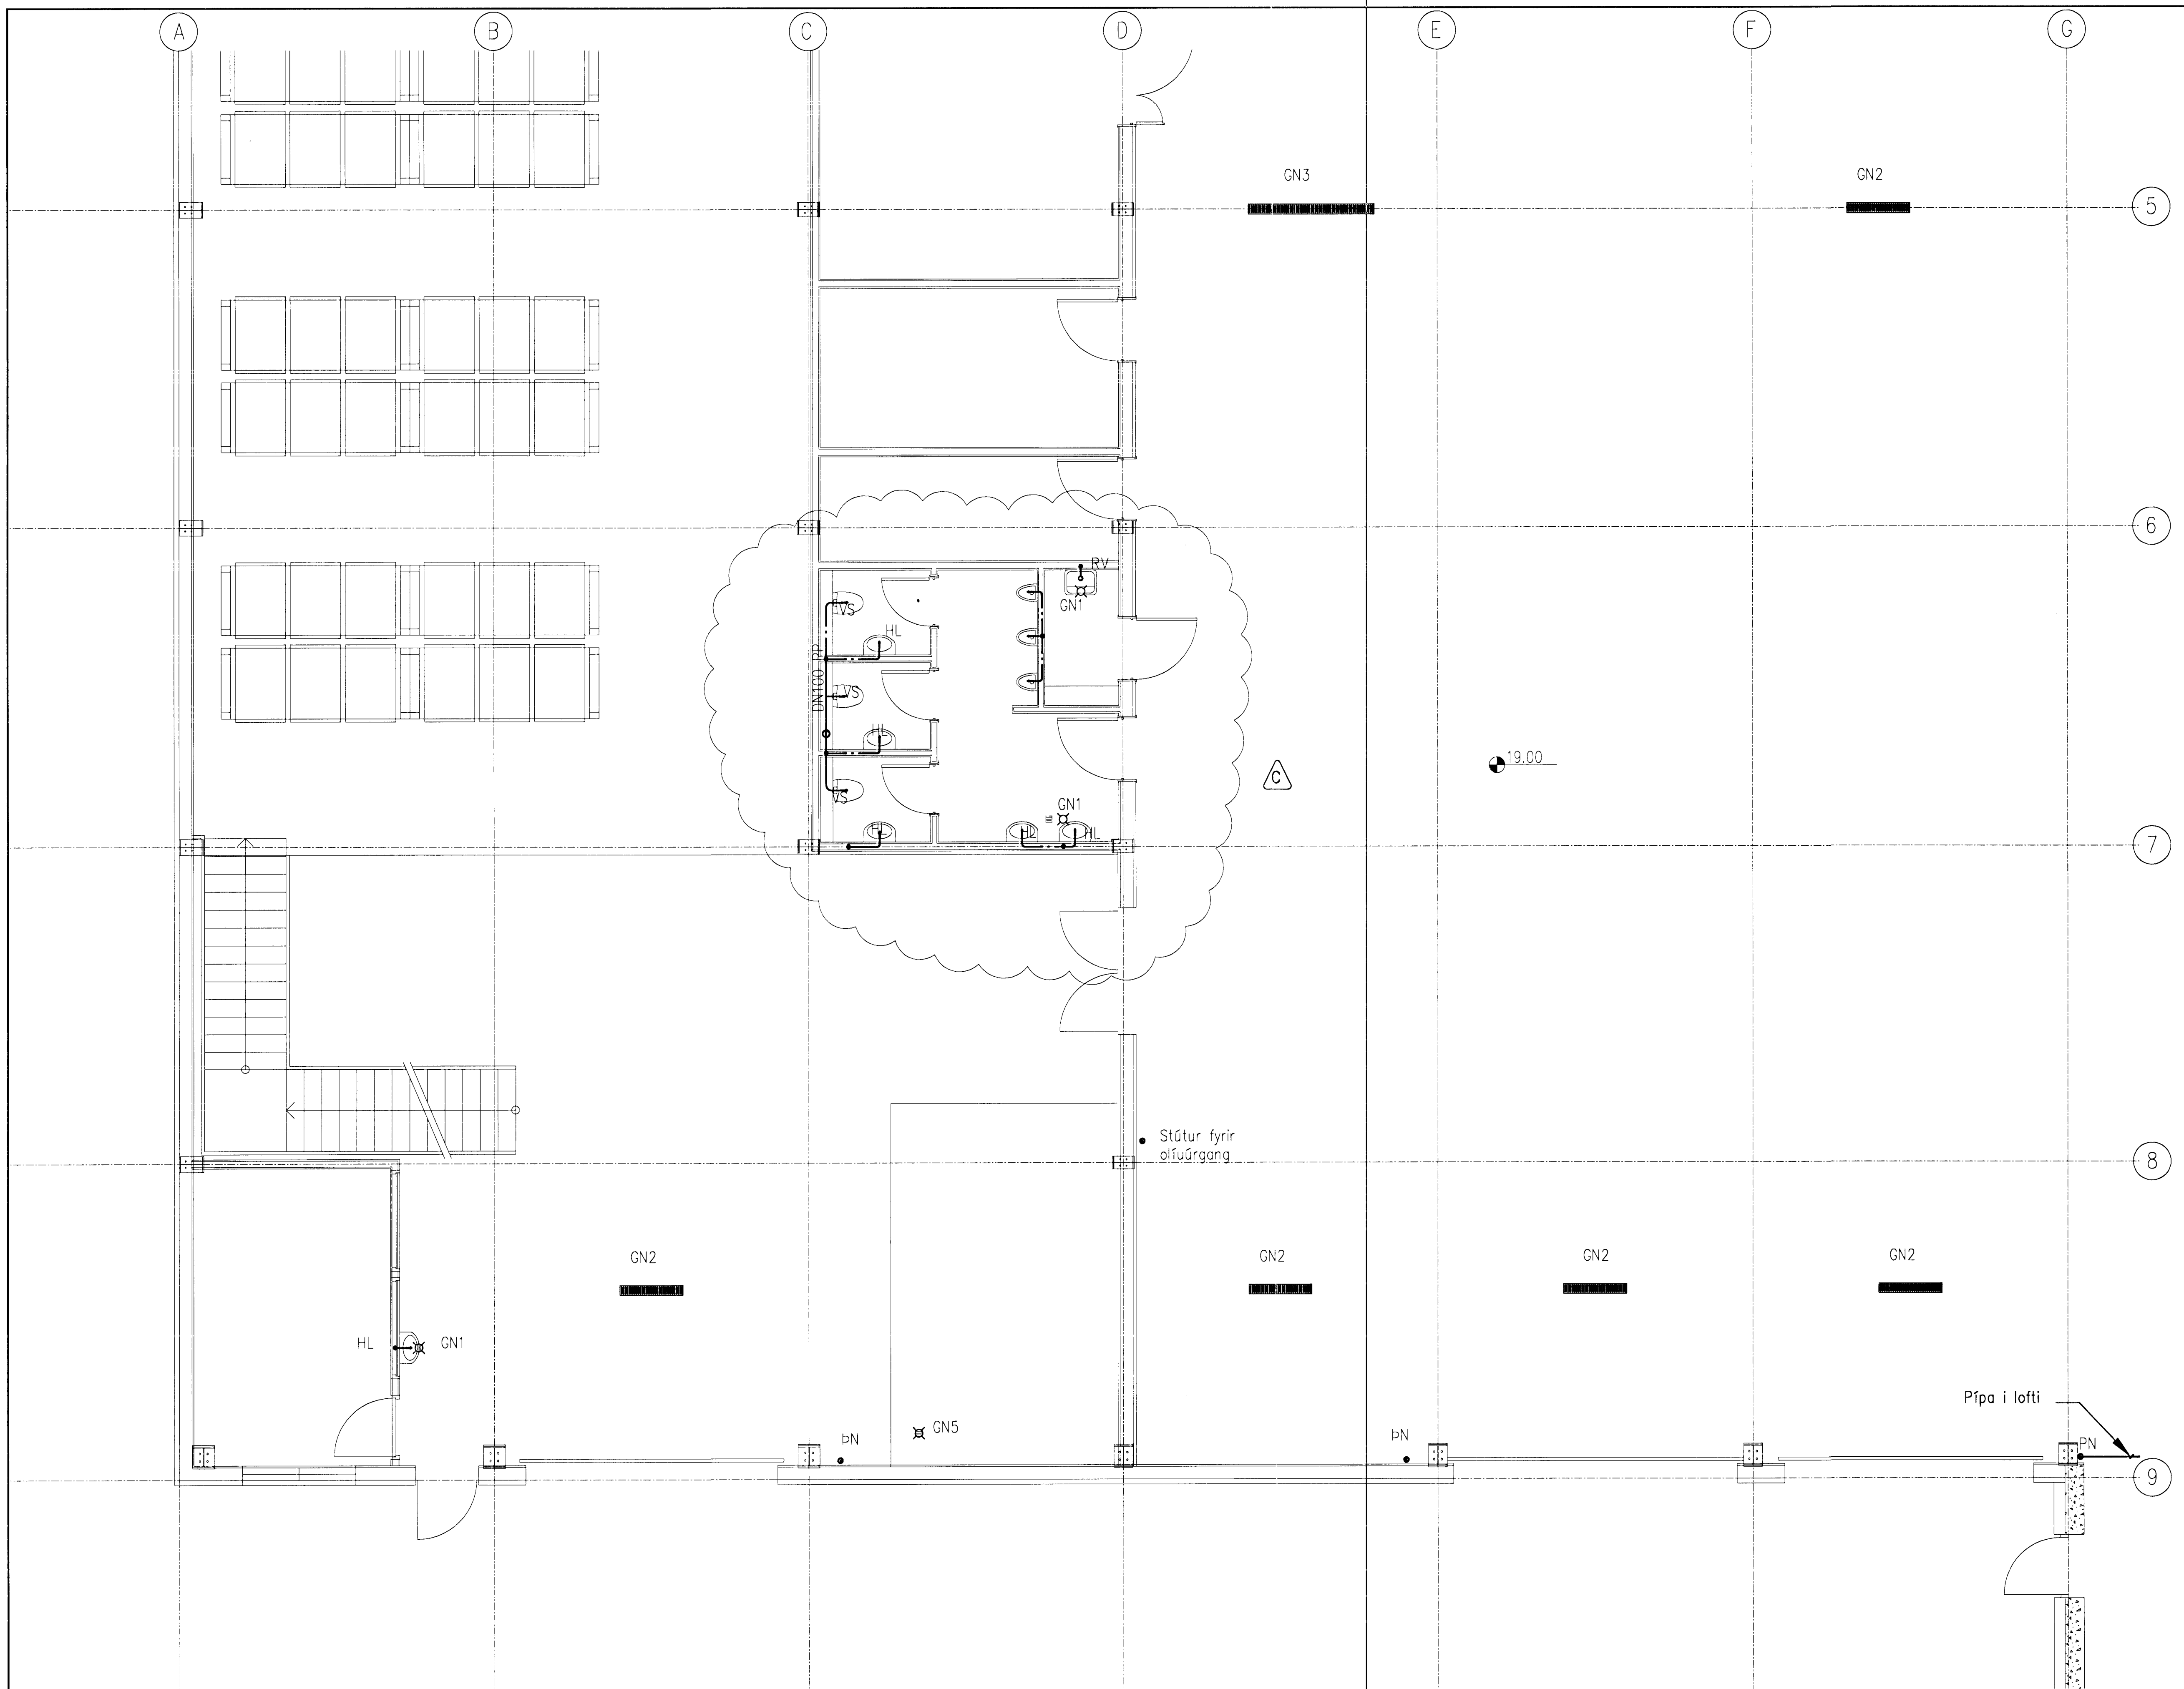 A
B
C
D
E
F
G
GN3
GN2
5
6
RV
GN1
VS
HL
DN100 PP
VS
HL
19.00
C
VS
GN1
HL
HL
HL
7
Stútur fyrir
olíuúrgang
8
GN2
GN2
GN2
GN2
HL
GN1
Pípa i lofti
GN5
ÞN
ÞN
ÞN
9